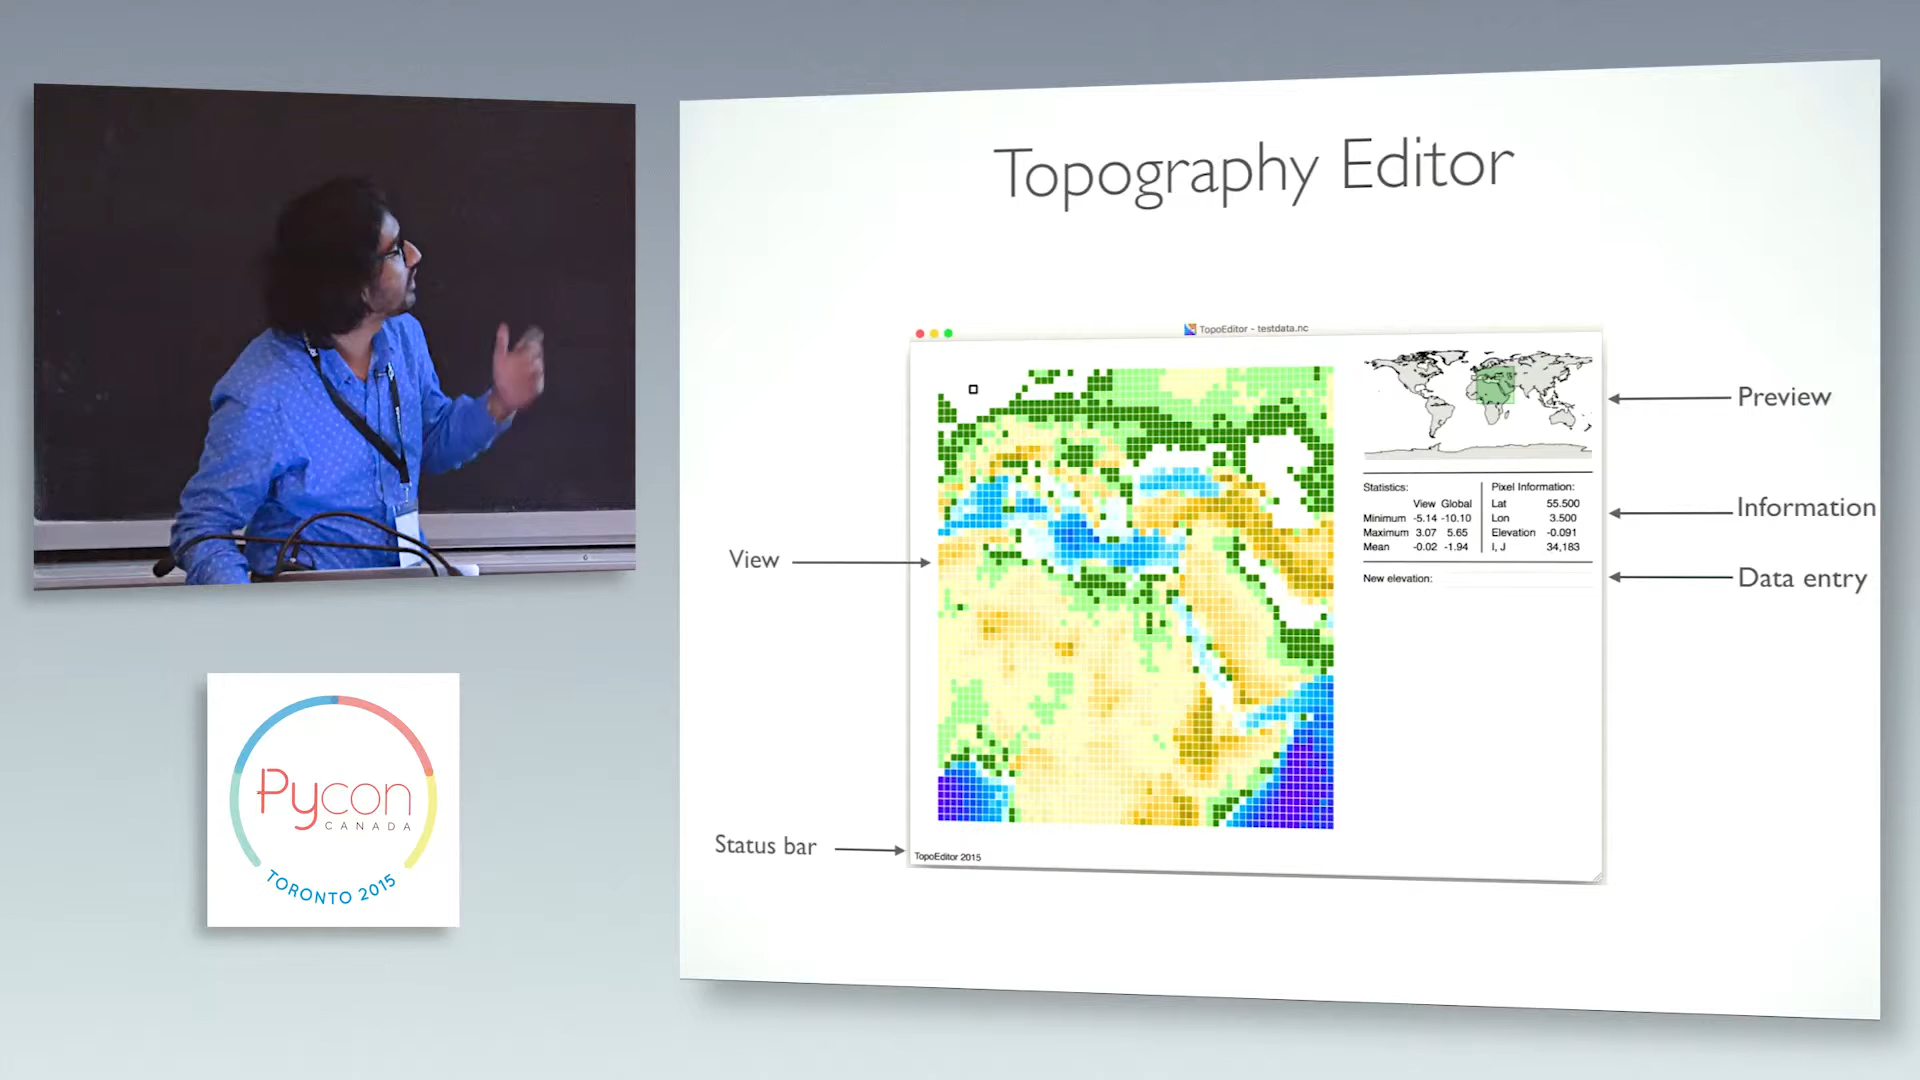 Topography Editor
TopoEditor - testdata.nc
Preview
Statistics:
View Global
Minimum -5.14 -10.10
Maximum 3.07 5.65
Mean -0.02 -1.94
Pixel Information:
Lat 55.500
Lon 3.500
Elevation -0.091
I, J 34,183
Information
New elevation:
Data entry
View
Status bar
TopoEditor 2015
Pycon
CANADA
TORONTO 2015